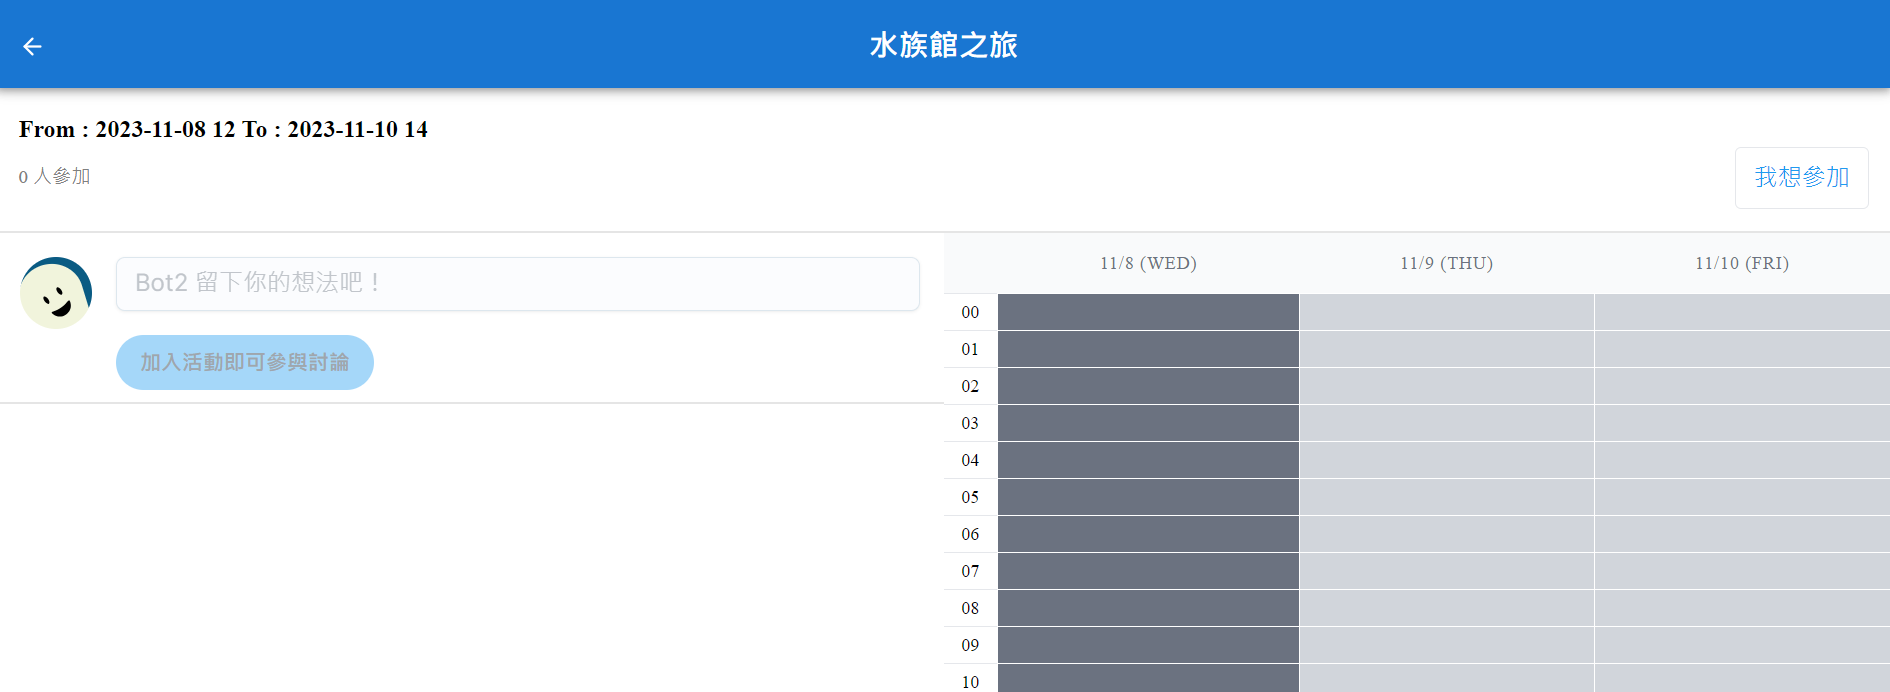 水族館之旅
From : 2023-11-08 12 To : 2023-11-10 14
0 人參加
我想參加
Bot2 留下你的想法吧！
加入活動即可參與討論
11/8 (WED) 11/9 (THU) 11/10 (FRI)
00
01
02
03
04
05
06
07
08
09
10